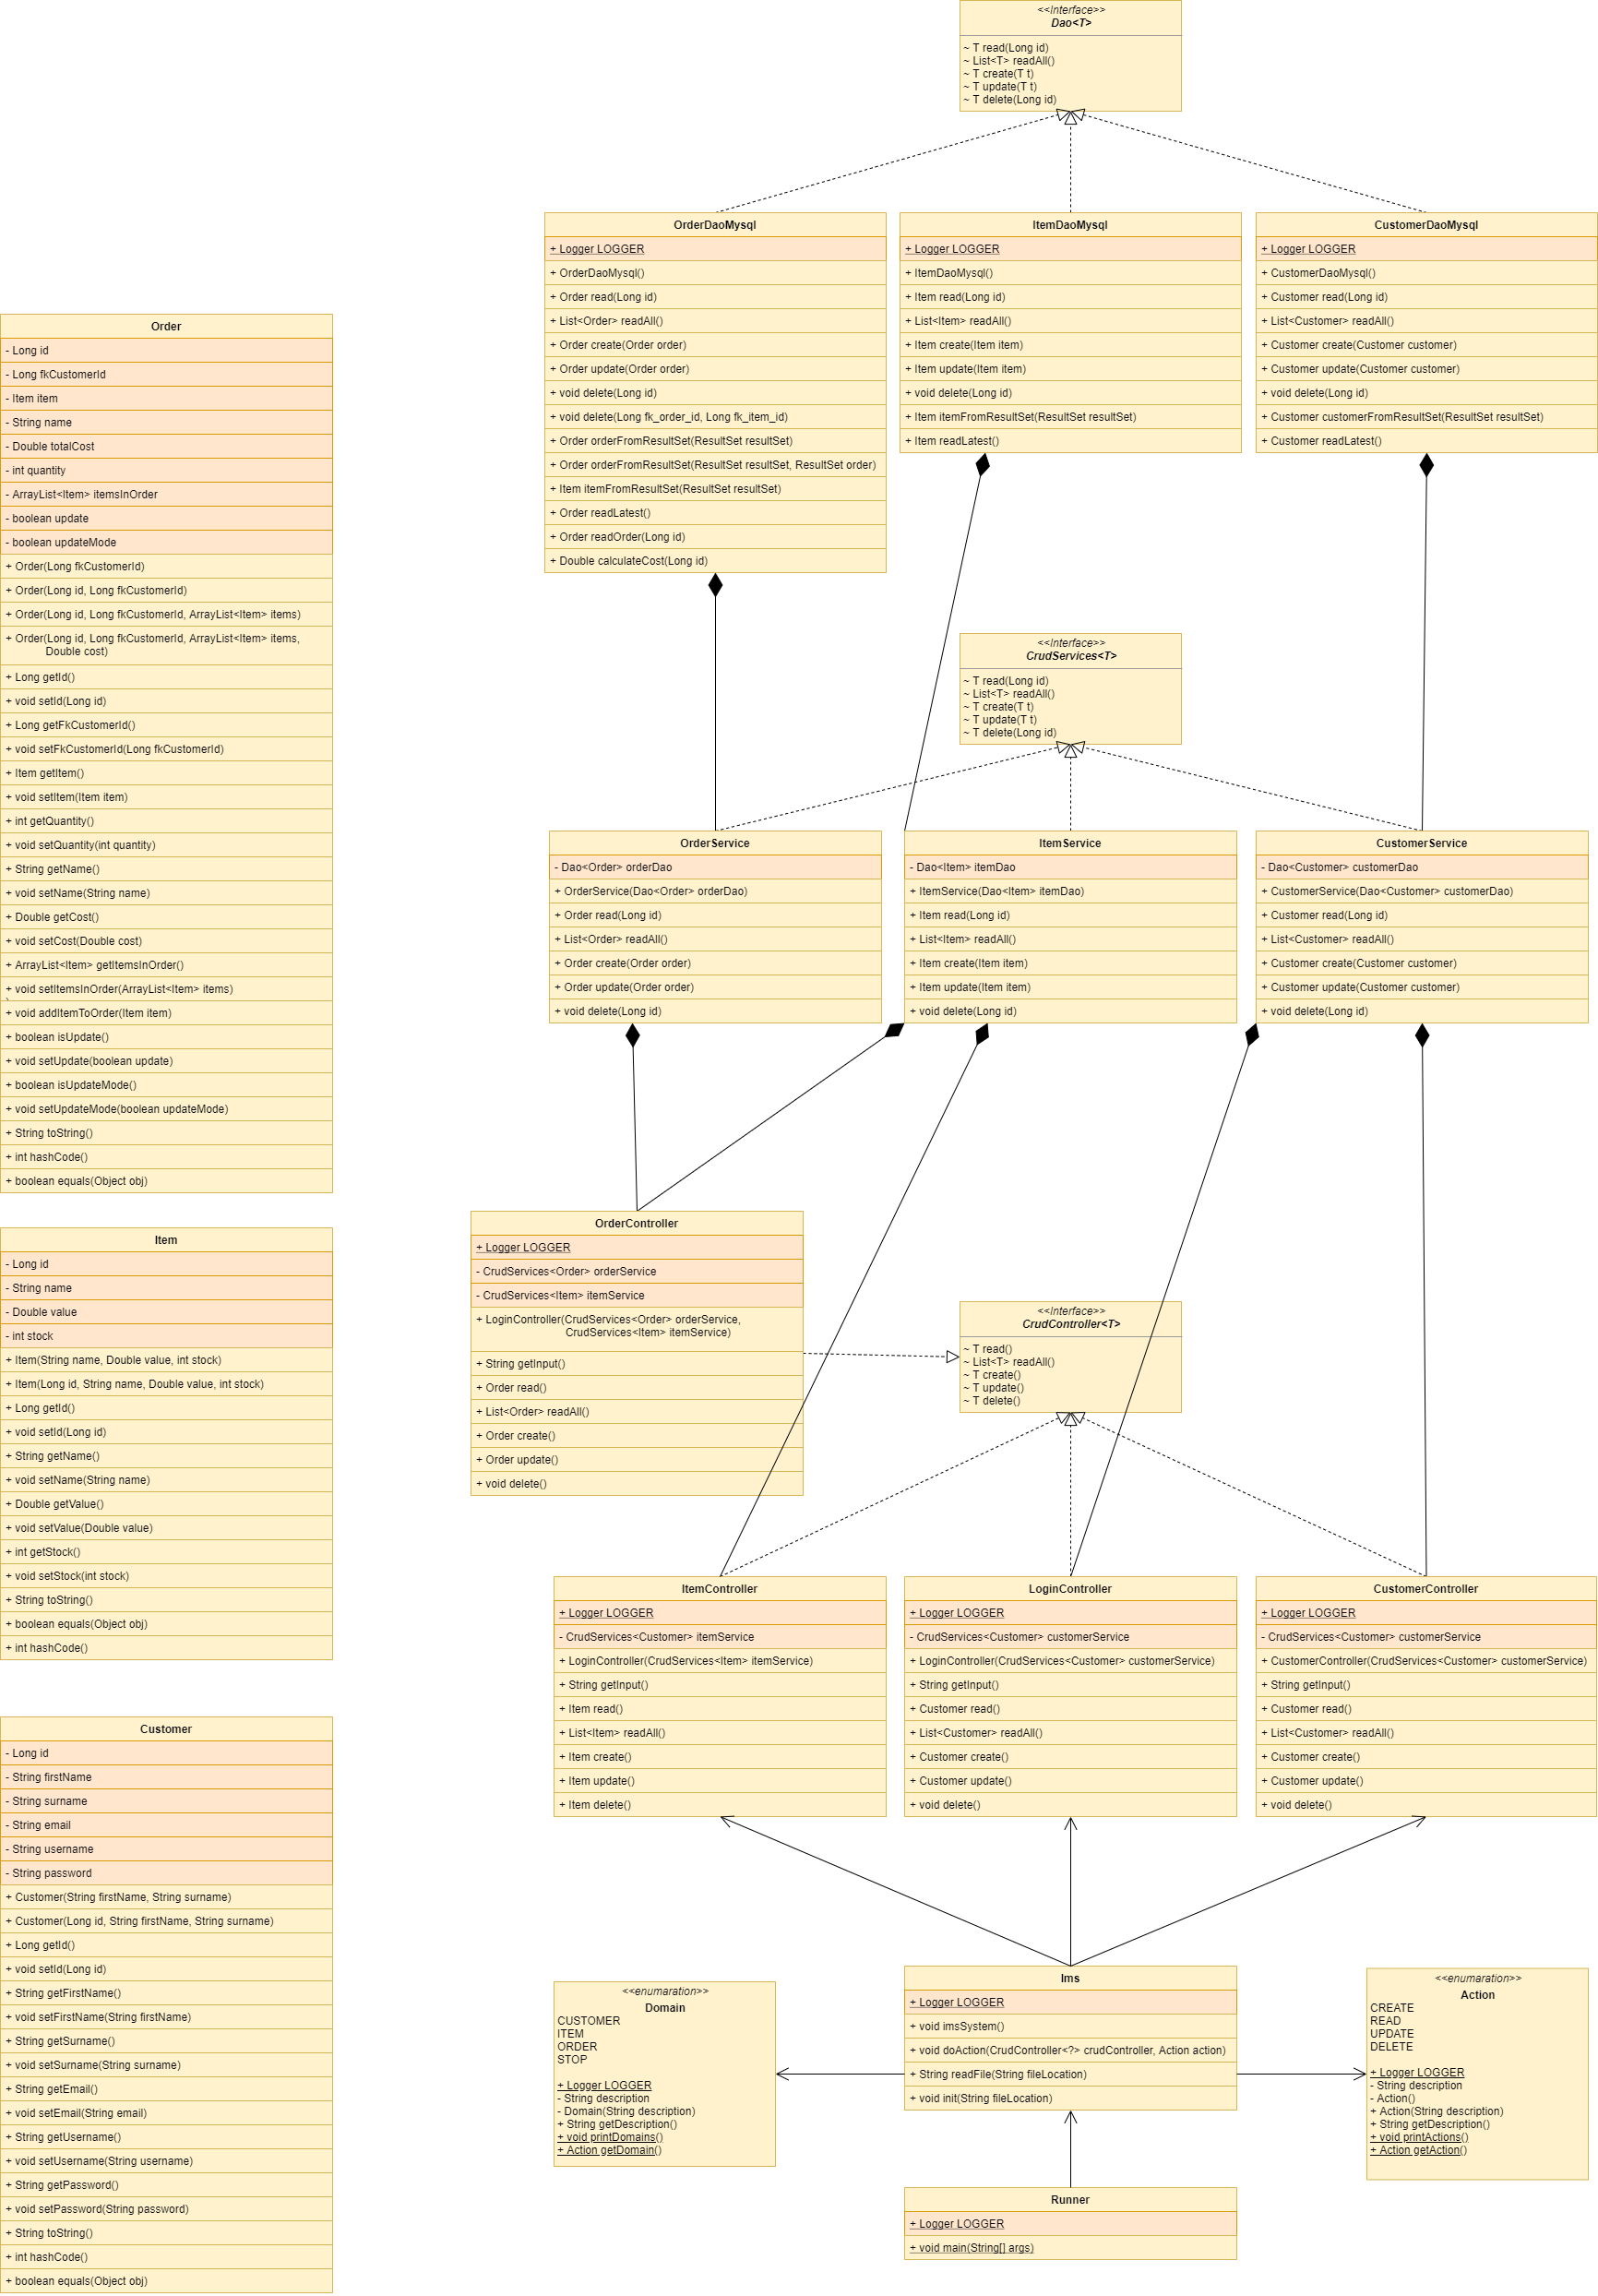 <<Interface>>
Dao<T>
~ T read(Long id)
~ List<T> readAll()
~ T create(T t)
~ T update(T t)
~ T delete(Long id)
OrderDaoMysql
+ Logger LOGGER
+ OrderDaoMysql()
+ Order read(Long id)
+ List<Order> readAll()
+ Order create(Order order)
+ Order update(Order order)
+ void delete(Long id)
+ void delete(Long fk_order_id, Long fk_item_id)
+ Order orderFromResultSet(ResultSet resultSet)
+ Order orderFromResultSet(ResultSet resultSet, ResultSet order)
+ Item itemFromResultSet(ResultSet resultSet)
+ Order readLatest()
+ Order readOrder(Long id)
+ Double calculateCost(Long id)
ItemDaoMysql
+ Logger LOGGER
+ ItemDaoMysql()
+ Item read(Long id)
+ List<Item> readAll()
+ Item create(Item item)
+ Item update(Item item)
+ void delete(Long id)
+ Item itemFromResultSet(ResultSet resultSet)
+ Item readLatest()
CustomerDaoMysql
+ Logger LOGGER
+ CustomerDaoMysql()
+ Customer read(Long id)
+ List<Customer> readAll()
+ Customer create(Customer customer)
+ Customer update(Customer customer)
+ void delete(Long id)
+ Customer customerFromResultSet(ResultSet resultSet)
+ Customer readLatest()
Order
- Long id
- Long fkCustomerId
- Item item
- String name
- Double totalCost
- int quantity
- ArrayList<Item> itemsInOrder
- boolean update
- boolean updateMode
+ Order(Long fkCustomerId)
+ Order(Long id, Long fkCustomerId)
+ Order(Long id, Long fkCustomerId, ArrayList<Item> items)
+ Order(Long id, Long fkCustomerId, ArrayList<Item> items,
Double cost)
+ Long getId()
+ void setId(Long id)
+ Long getFkCustomerId()
+ void setFkCustomerId(Long fkCustomerId)
+ Item getItem()
+ void setItem(Item item)
+ int getQuantity()
+ void setQuantity(int quantity)
+ String getName()
+ void setName(String name)
+ Double getCost()
+ void setCost(Double cost)
+ ArrayList<Item> getItemsInOrder()
+ void setItemsInOrder(ArrayList<Item> items)
)
+ void addItemToOrder(Item item)
+ boolean isUpdate()
+ void setUpdate(boolean update)
+ boolean isUpdateMode()
+ void setUpdateMode(boolean updateMode)
+ String toString()
+ int hashCode()
+ boolean equals(Object obj)
<<Interface>>
CrudServices<T>
~ T read(Long id)
~ List<T> readAll()
~ T create(T t)
~ T update(T t)
~ T delete(Long id)
OrderService
- Dao<Order> orderDao
+ OrderService(Dao<Order> orderDao)
+ Order read(Long id)
+ List<Order> readAll()
+ Order create(Order order)
+ Order update(Order order)
+ void delete(Long id)
ItemService
- Dao<Item> itemDao
+ ItemService(Dao<Item> itemDao)
+ Item read(Long id)
+ List<Item> readAll()
+ Item create(Item item)
+ Item update(Item item)
+ void delete(Long id)
CustomerService
- Dao<Customer> customerDao
+ CustomerService(Dao<Customer> customerDao)
+ Customer read(Long id)
+ List<Customer> readAll()
+ Customer create(Customer customer)
+ Customer update(Customer customer)
+ void delete(Long id)
OrderController
+ Logger LOGGER
- CrudServices<Order> orderService
- CrudServices<Item> itemService
+ LoginController(CrudServices<Order> orderService,
CrudServices<Item> itemService)
+ String getInput()
+ Order read()
+ List<Order> readAll()
+ Order create()
+ Order update()
+ void delete()
<<Interface>>
CrudController<T>
~ T read()
~ List<T> readAll()
~ T create()
~ T update()
~ T delete()
Item
- Long id
- String name
- Double value
- int stock
+ Item(String name, Double value, int stock)
+ Item(Long id, String name, Double value, int stock)
+ Long getId()
+ void setId(Long id)
+ String getName()
+ void setName(String name)
+ Double getValue()
+ void setValue(Double value)
+ int getStock()
+ void setStock(int stock)
+ String toString()
+ boolean equals(Object obj)
+ int hashCode()
ItemController
+ Logger LOGGER
- CrudServices<Customer> itemService
+ LoginController(CrudServices<Item> itemService)
+ String getInput()
+ Item read()
+ List<Item> readAll()
+ Item create()
+ Item update()
+ Item delete()
LoginController
+ Logger LOGGER
- CrudServices<Customer> customerService
+ LoginController(CrudServices<Customer> customerService)
+ String getInput()
+ Customer read()
+ List<Customer> readAll()
+ Customer create()
+ Customer update()
+ void delete()
CustomerController
+ Logger LOGGER
- CrudServices<Customer> customerService
+ CustomerController(CrudServices<Customer> customerService)
+ String getInput()
+ Customer read()
+ List<Customer> readAll()
+ Customer create()
+ Customer update()
+ void delete()
Customer
- Long id
- String firstName
- String surname
- String email
- String username
- String password
+ Customer(String firstName, String surname)
+ Customer(Long id, String firstName, String surname)
+ Long getId()
+ void setId(Long id)
+ String getFirstName()
+ void setFirstName(String firstName)
+ String getSurname()
+ void setSurname(String surname)
+ String getEmail()
+ void setEmail(String email)
+ String getUsername()
+ void setUsername(String username)
+ String getPassword()
+ void setPassword(String password)
+ String toString()
+ int hashCode()
+ boolean equals(Object obj)
<<enumaration>>
Domain
CUSTOMER
ITEM
ORDER
STOP
+ Logger LOGGER
- String description
- Domain(String description)
+ String getDescription()
+ void printDomains()
+ Action getDomain()
Ims
+ Logger LOGGER
+ void imsSystem()
+ void doAction(CrudController<?> crudController, Action action)
+ String readFile(String fileLocation)
+ void init(String fileLocation)
<<enumaration>>
Action
CREATE
READ
UPDATE
DELETE
+ Logger LOGGER
- String description
- Action()
+ Action(String description)
+ String getDescription()
+ void printActions()
+ Action getAction()
Runner
+ Logger LOGGER
+ void main(String[] args)